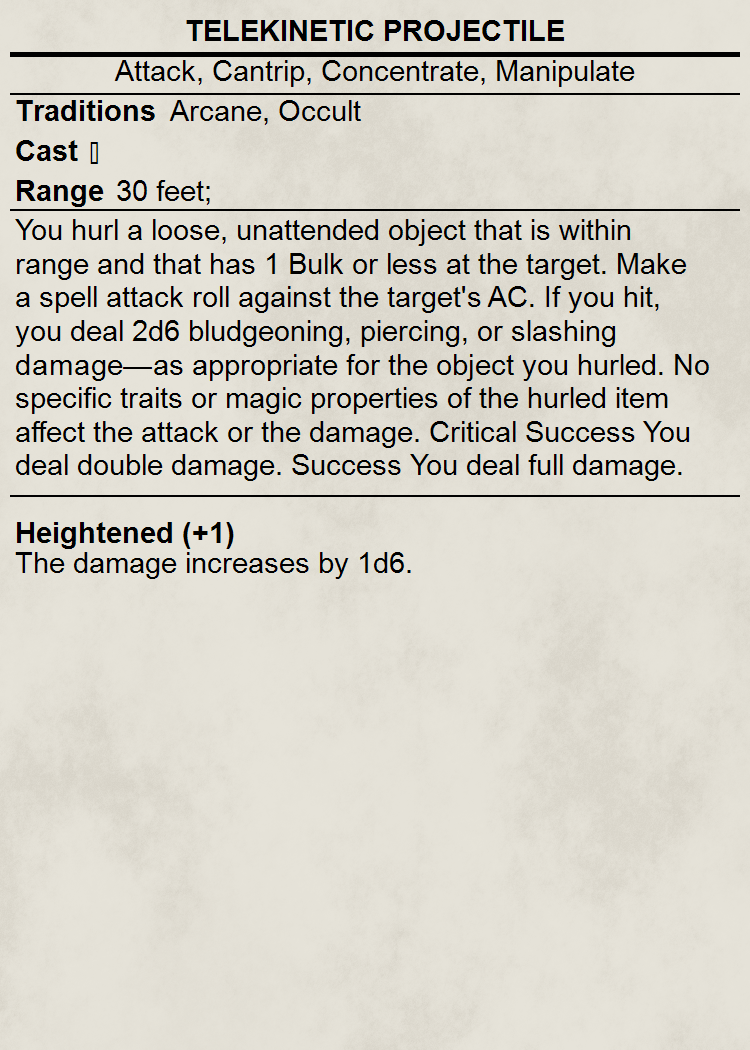 TELEKINETIC PROJECTILE
Attack, Cantrip, Concentrate, Manipulate
Traditions Arcane, Occult
Cast
Range 30 feet;
You hurl a loose, unattended object that is within
range and that has 1 Bulk or less at the target. Make
a spell attack roll against the target's AC. If you hit,
you deal 2d6 bludgeoning, piercing, or slashing
damage—as appropriate for the object you hurled. No
specific traits or magic properties of the hurled item
affect the attack or the damage. Critical Success You
deal double damage. Success You deal full damage.
Heightened (+1)
The damage increases by 1d6.